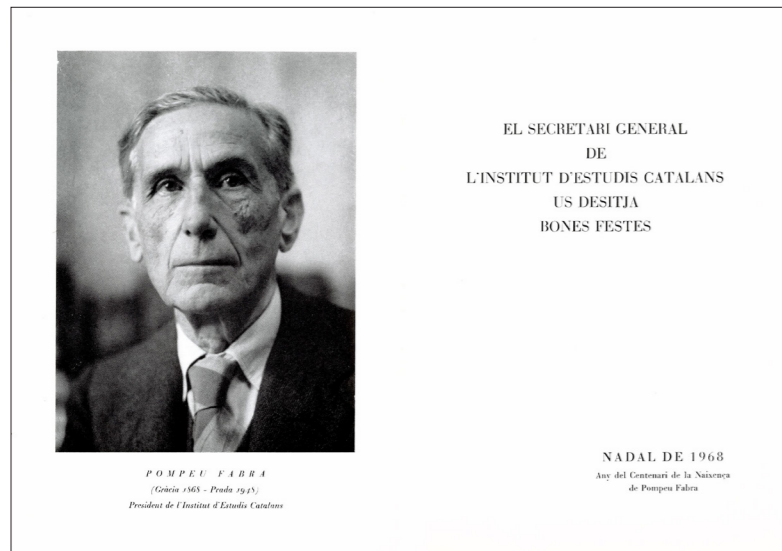 POMPEU FABRA
(Gràcia 1868 - Prada 1948)
President de l'Institut d'Estudis Catalans
EL SECRETARI GENERAL
DE
L'INSTITUT D'ESTUDIS CATALANS
US DESITJA
BONES FESTES
NADAL DE 1968
Any del Centenari de la Naixença
de Pompeu Fabra